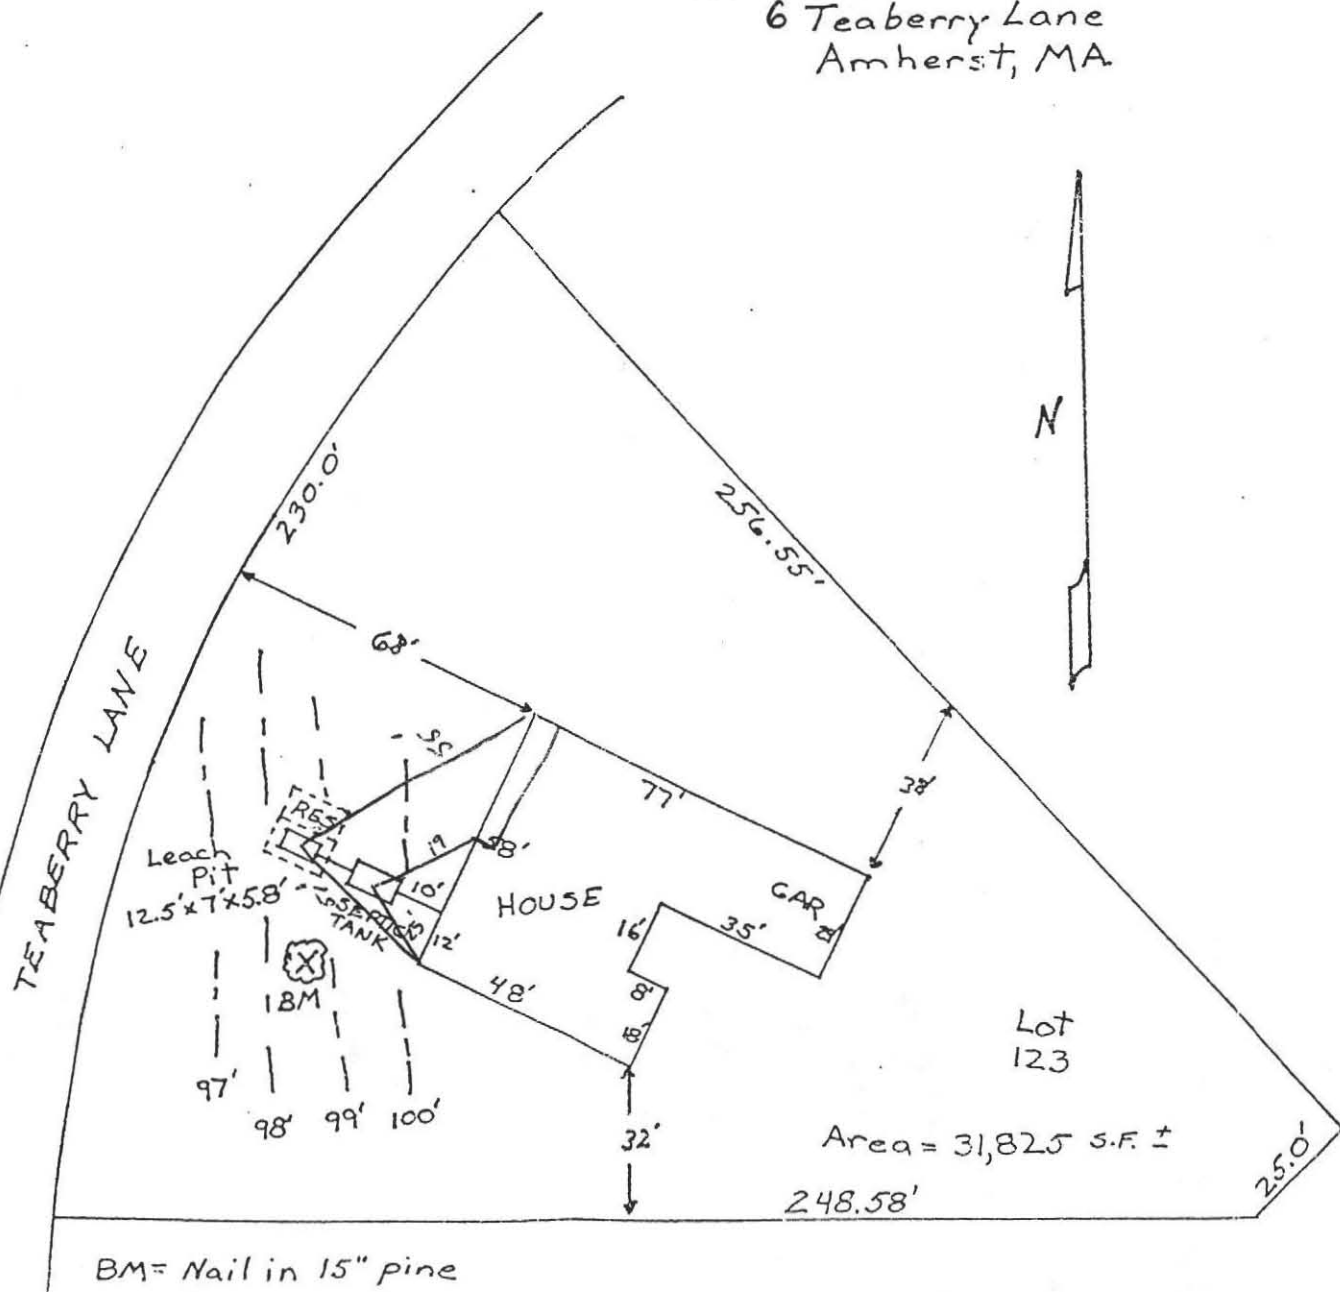 6 Teaberry Lane
Amherst, MA
N
230.0'
256.55'
68'
TEABERRY LANE
55
77'
38'
RES.
19
58'
Leach
Pit
12.5'x7'x5.8'
10'
SEPTIC
TANK
12'
HOUSE
GAR
16'
35'
48'
8'
18'
BM
97'
98'
99'
100'
32'
Lot
123
Area = 31,825 S.F. ±
248.58'
25.0'
BM= Nail in 15" pine